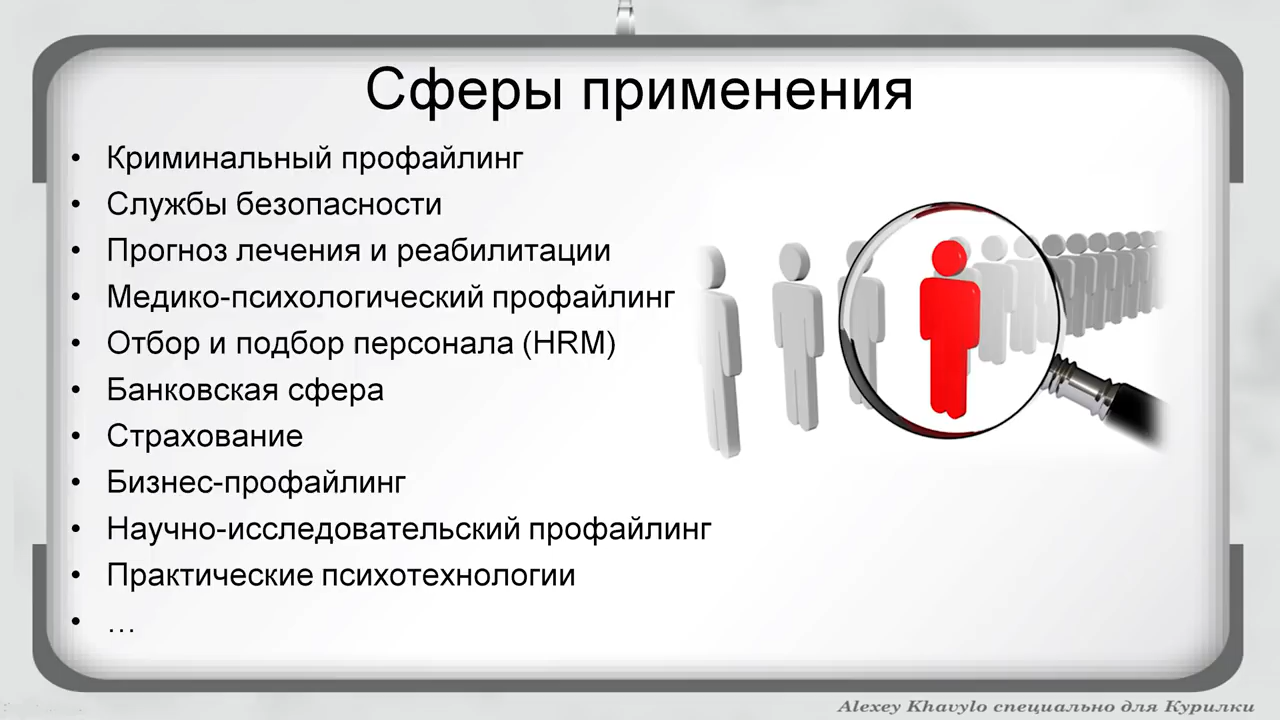 Сферы применения
• Криминальный профайлинг
• Службы безопасности
• Прогноз лечения и реабилитации
• Медико-психологический профайлинг
• Отбор и подбор персонала (HRM)
• Банковская сфера
• Страхование
• Бизнес-профайлинг
• Научно-исследовательский профайлинг
• Практические психотехнологии
• …
Alexey Khavylo специально для Курилки